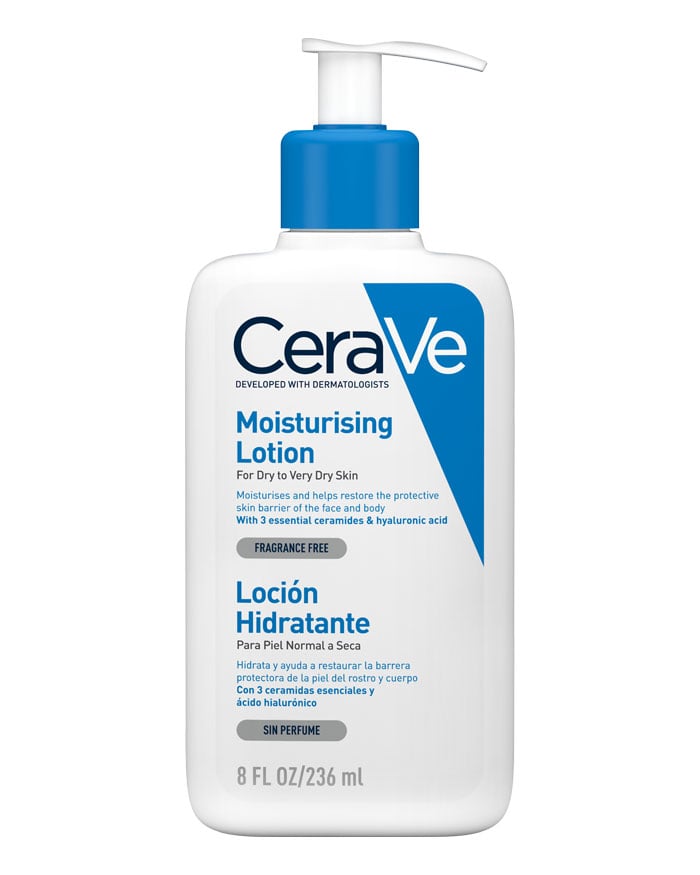 CeraVe
DEVELOPED WITH DERMATOLOGISTS
Moisturising
Lotion
For Dry to Very Dry Skin
Moisturises and helps restore the protective
skin barrier of the face and body
With 3 essential ceramides & hyaluronic acid
FRAGRANCE FREE
Loción
Hidratante
Para Piel Normal a Seca
Hidrata y ayuda a restaurar la barrera
protectora de la piel del rostro y cuerpo
Con 3 ceramidas esenciales y
ácido hialurónico
SIN PERFUME
8 FL OZ/236 ml